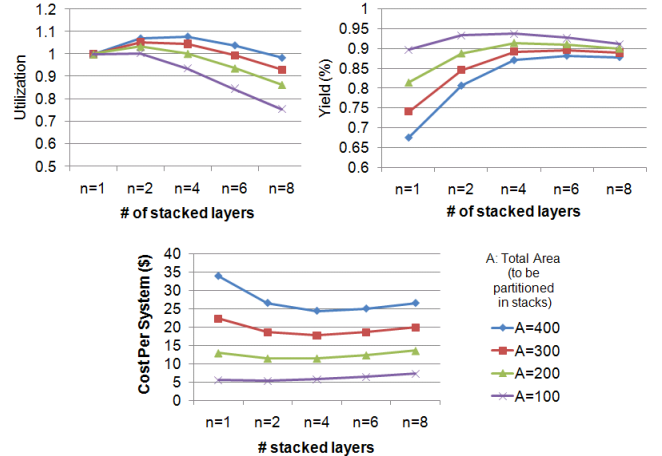 1.2
1.1
1
0.9
0.8
0.7
0.6
0.5
Utilization
n=1 n=2 n=4 n=6 n=8
# of stacked layers
1
0.95
0.9
0.85
0.8
0.75
0.7
0.65
0.6
Yield (%)
n=1 n=2 n=4 n=6 n=8
# of stacked layers
40
35
30
25
20
15
10
5
0
Cost Per System ($)
n=1 n=2 n=4 n=6 n=8
# stacked layers
A: Total Area
(to be
partitioned
in stacks)
A=400
A=300
A=200
A=100